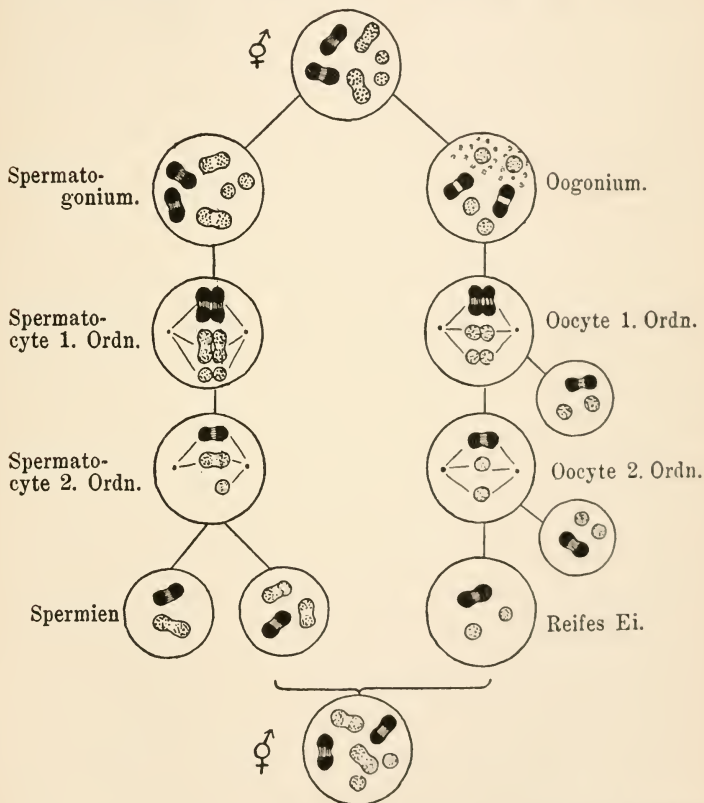 ⚥
Spermato-
gonium.
Oogonium.
Spermato-
cyte 1. Ordn.
Oocyte 1. Ordn.
Spermato-
cyte 2. Ordn.
Oocyte 2. Ordn.
Spermien
Reifes Ei.
⚥